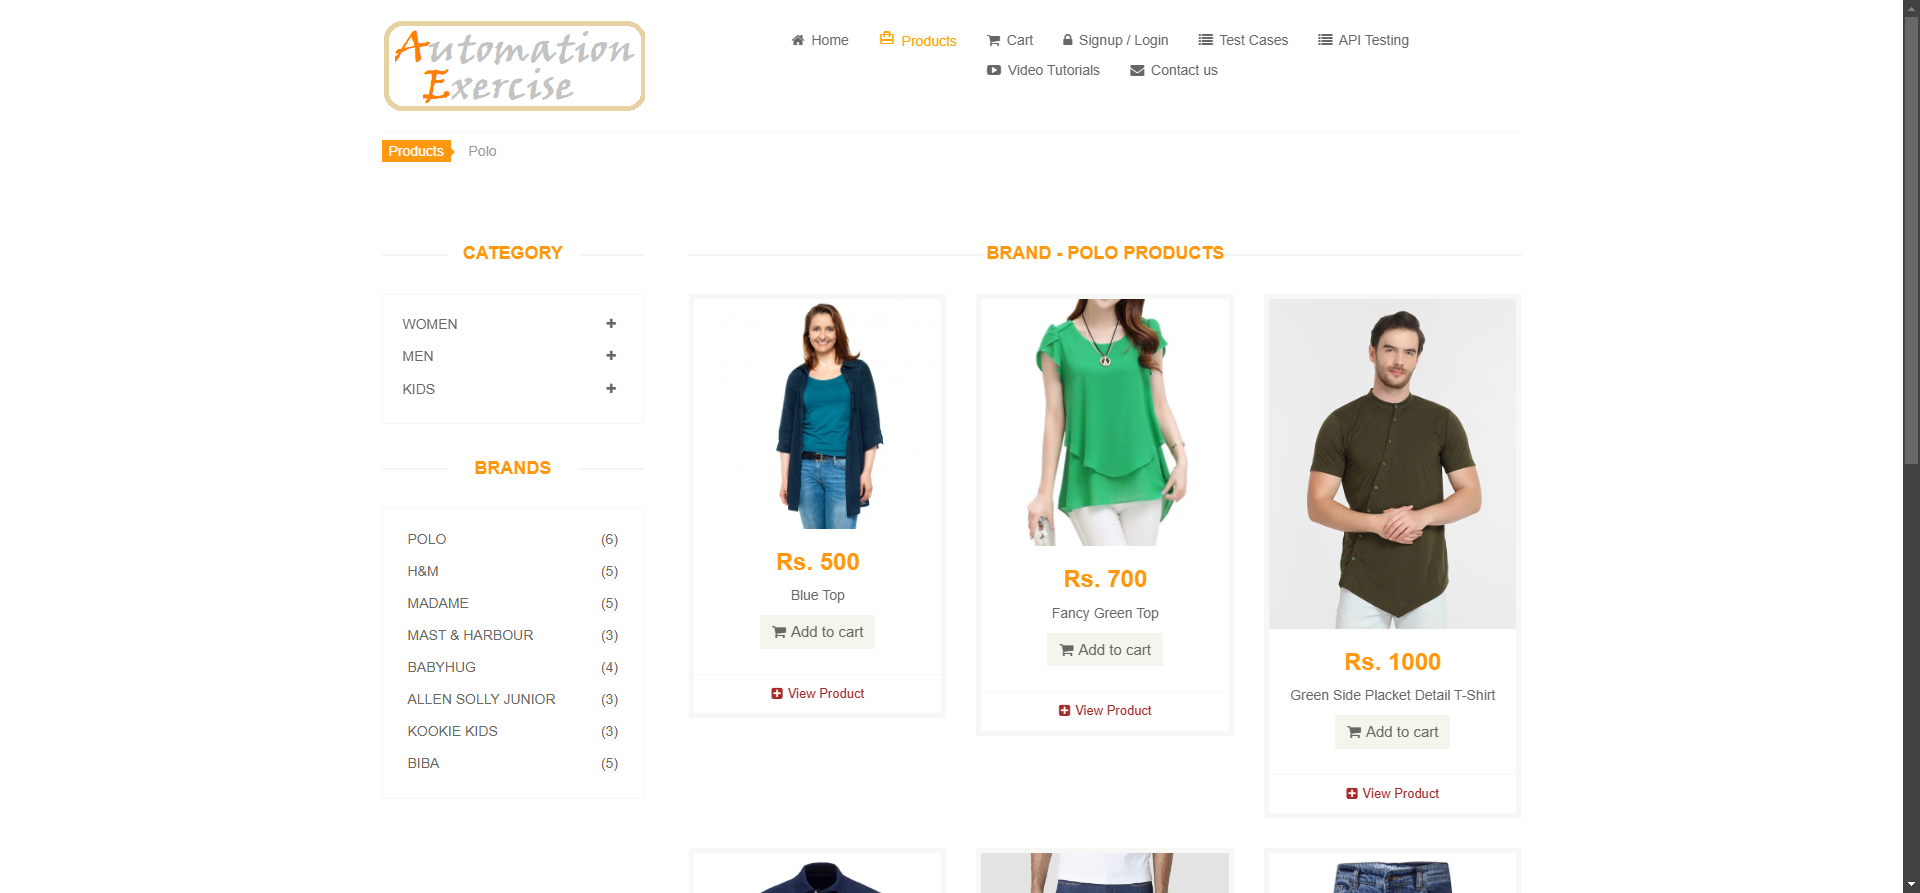 Automation
Exercise
Home
Products
Cart
Signup / Login
Test Cases
API Testing
Video Tutorials
Contact us
Products
Polo
CATEGORY
WOMEN
MEN
KIDS
BRANDS
POLO (6)
H&M (5)
MADAME (5)
MAST & HARBOUR (3)
BABYHUG (4)
ALLEN SOLLY JUNIOR (3)
KOOKIE KIDS (3)
BIBA (5)
BRAND - POLO PRODUCTS
Rs. 500
Blue Top
Add to cart
View Product
Rs. 700
Fancy Green Top
Add to cart
View Product
Rs. 1000
Green Side Placket Detail T-Shirt
Add to cart
View Product